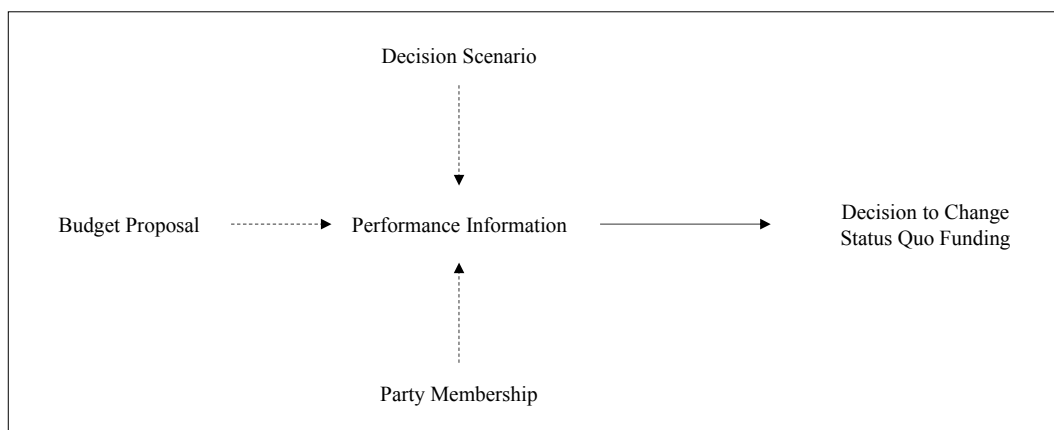 Decision Scenario
Budget Proposal
Performance Information
Decision to Change
Status Quo Funding
Party Membership